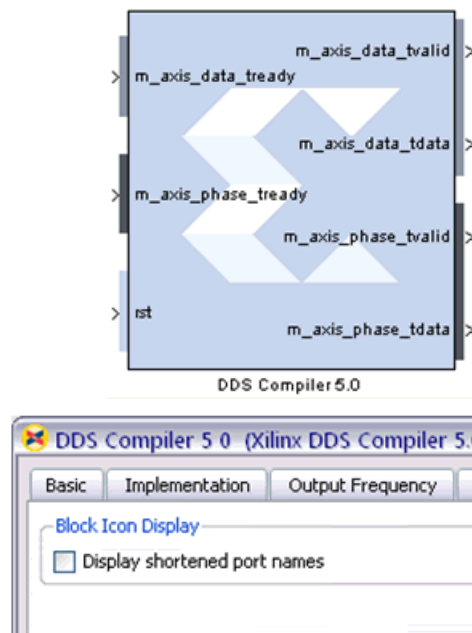 m_axis_data_tvalid
m_axis_data_tready
m_axis_data_tdata
m_axis_phase_tready
m_axis_phase_tvalid
rst
m_axis_phase_tdata
DDS Compiler 5.0
DDS Compiler 5 0 (Xilinx DDS Compiler 5.
Basic Implementation Output Frequency
Block Icon Display
Display shortened port names